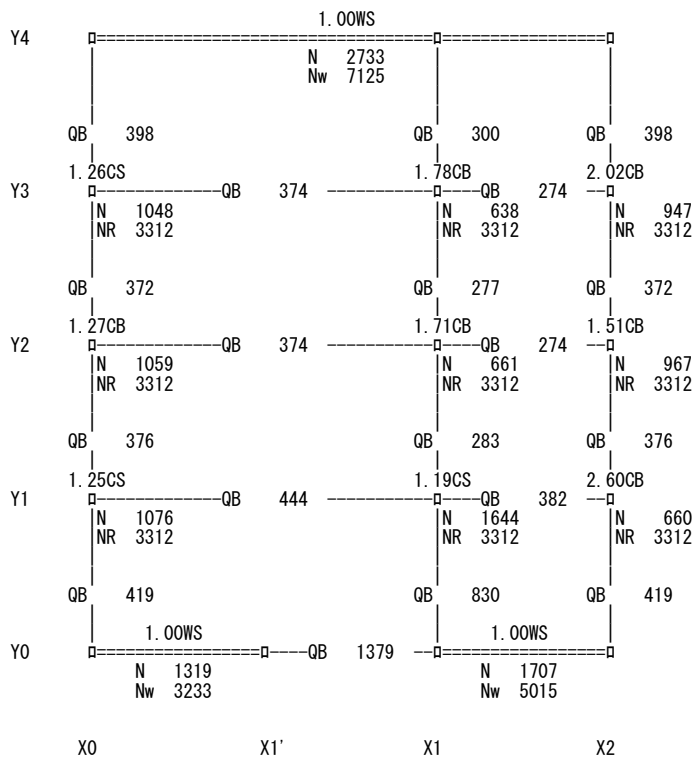 1.00WS
Y4
N 2733
Nw 7125
QB 398 QB 300 QB 398
1.26CS 1.78CB 2.02CB
Y3 QB 374 QB 274
N 1048 N 638 N 947
NR 3312 NR 3312 NR 3312
QB 372 QB 277 QB 372
1.27CB 1.71CB 1.51CB
Y2 QB 374 QB 274
N 1059 N 661 N 967
NR 3312 NR 3312 NR 3312
QB 376 QB 283 QB 376
1.25CS 1.19CS 2.60CB
Y1 QB 444 QB 382
N 1076 N 1644 N 660
NR 3312 NR 3312 NR 3312
QB 419 QB 830 QB 419
1.00WS 1.00WS
Y0 QB 1379
N 1319 N 1707
Nw 3233 Nw 5015
X0 X1' X1 X2